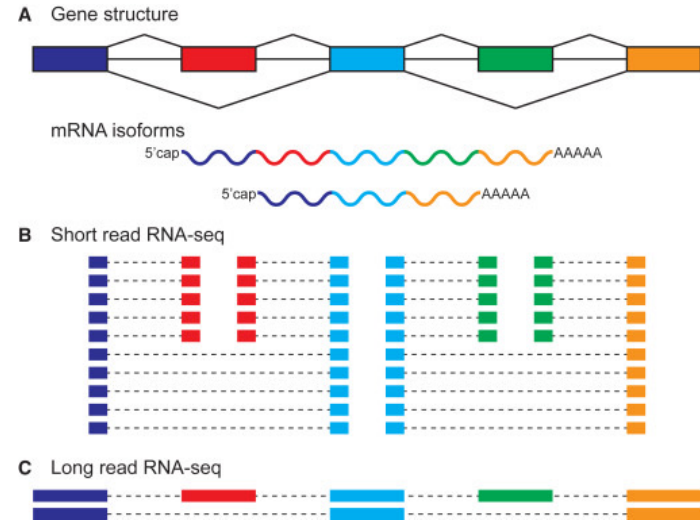 A Gene structure
mRNA isoforms
5'cap AAAAA
5'cap AAAAA
B Short read RNA-seq
C Long read RNA-seq